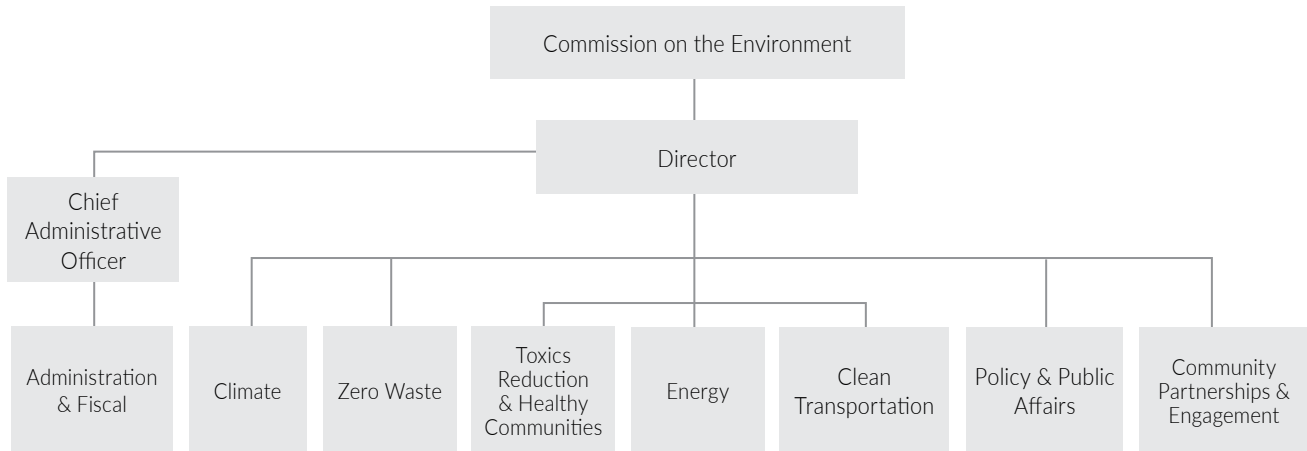 Commission on the Environment
Director
Chief
Administrative
Officer
Administration
& Fiscal
Climate
Zero Waste
Toxics
Reduction
& Healthy
Communities
Energy
Clean
Transportation
Policy & Public
Affairs
Community
Partnerships &
Engagement